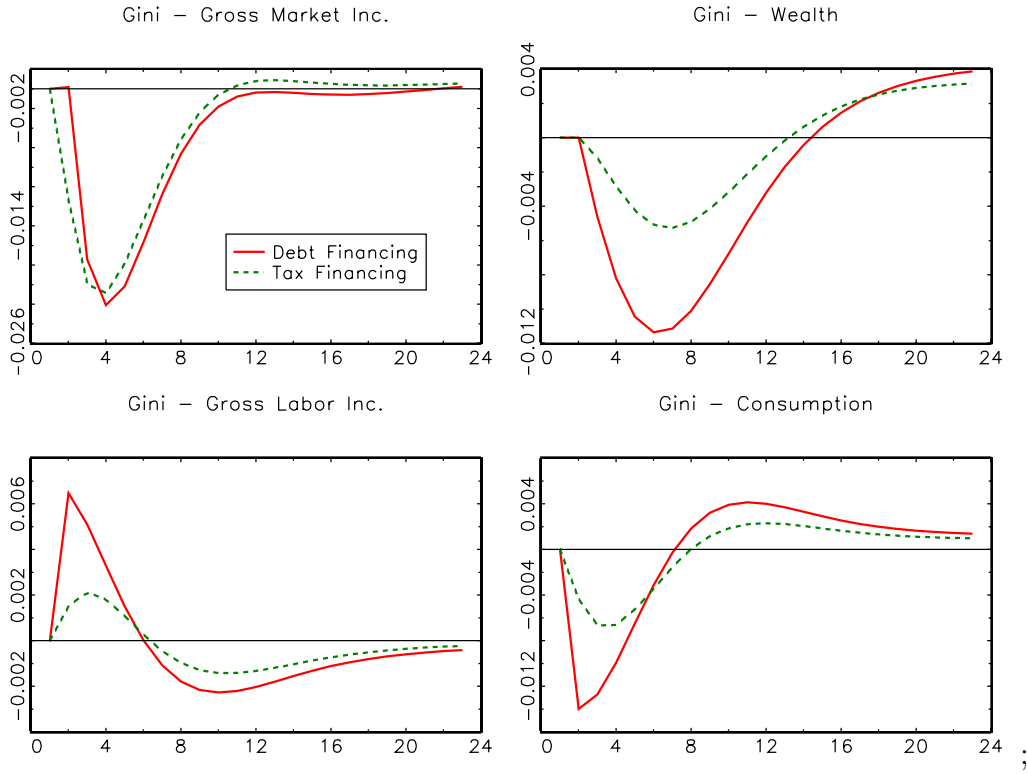 Gini – Gross Market Inc.
-0.002
-0.014
-0.026
Debt Financing
Tax Financing
0 4 8 12 16 20 24
Gini – Wealth
0.004
-0.004
-0.012
0 4 8 12 16 20 24
Gini – Gross Labor Inc.
0.006
0.002
-0.002
0 4 8 12 16 20 24
Gini – Consumption
0.004
-0.004
-0.012
0 4 8 12 16 20 24
;